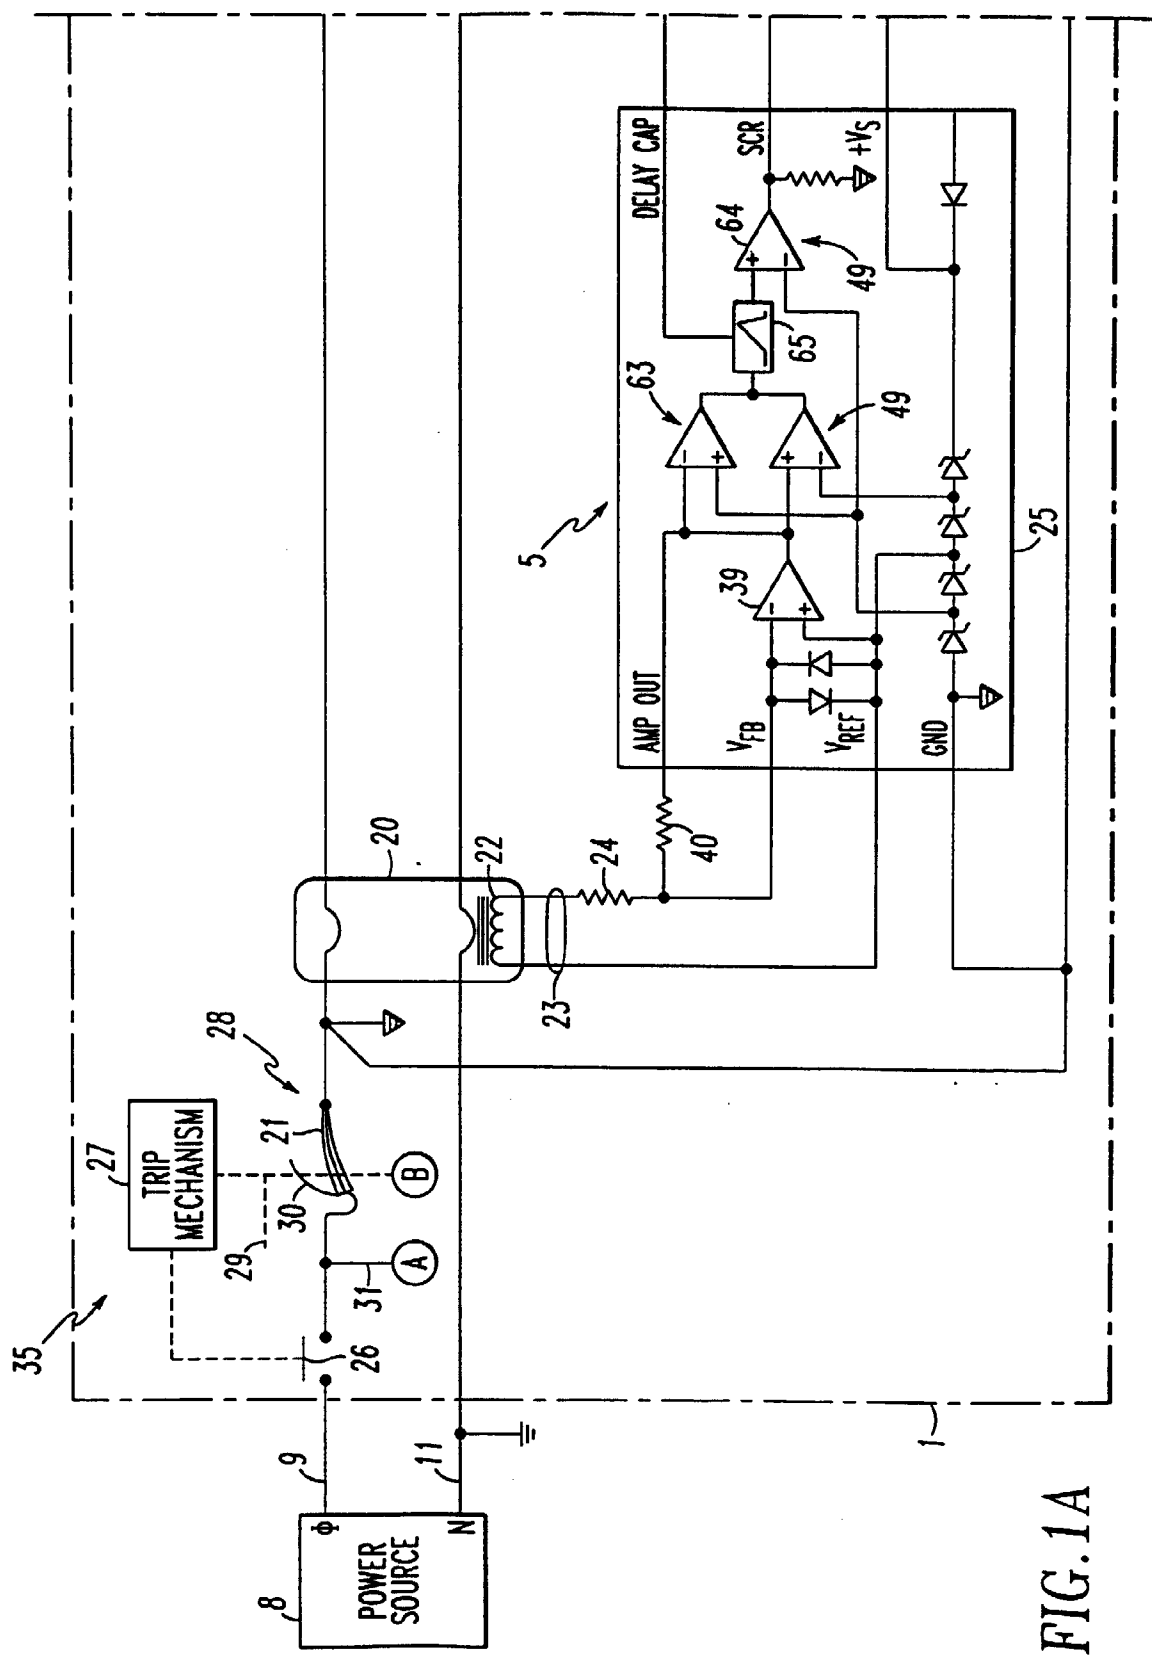 35
27
TRIP
MECHANISM
28
29
30
21
26
31
A
B
8
POWER
SOURCE
Φ
N
9
11
1
20
22
23
24
40
5
25
AMP OUT
VFB
VREF
GND
DELAY CAP
SCR
+VS
39
-
+
63
-
+
49
+
-
65
64
+
-
49
FIG. 1A